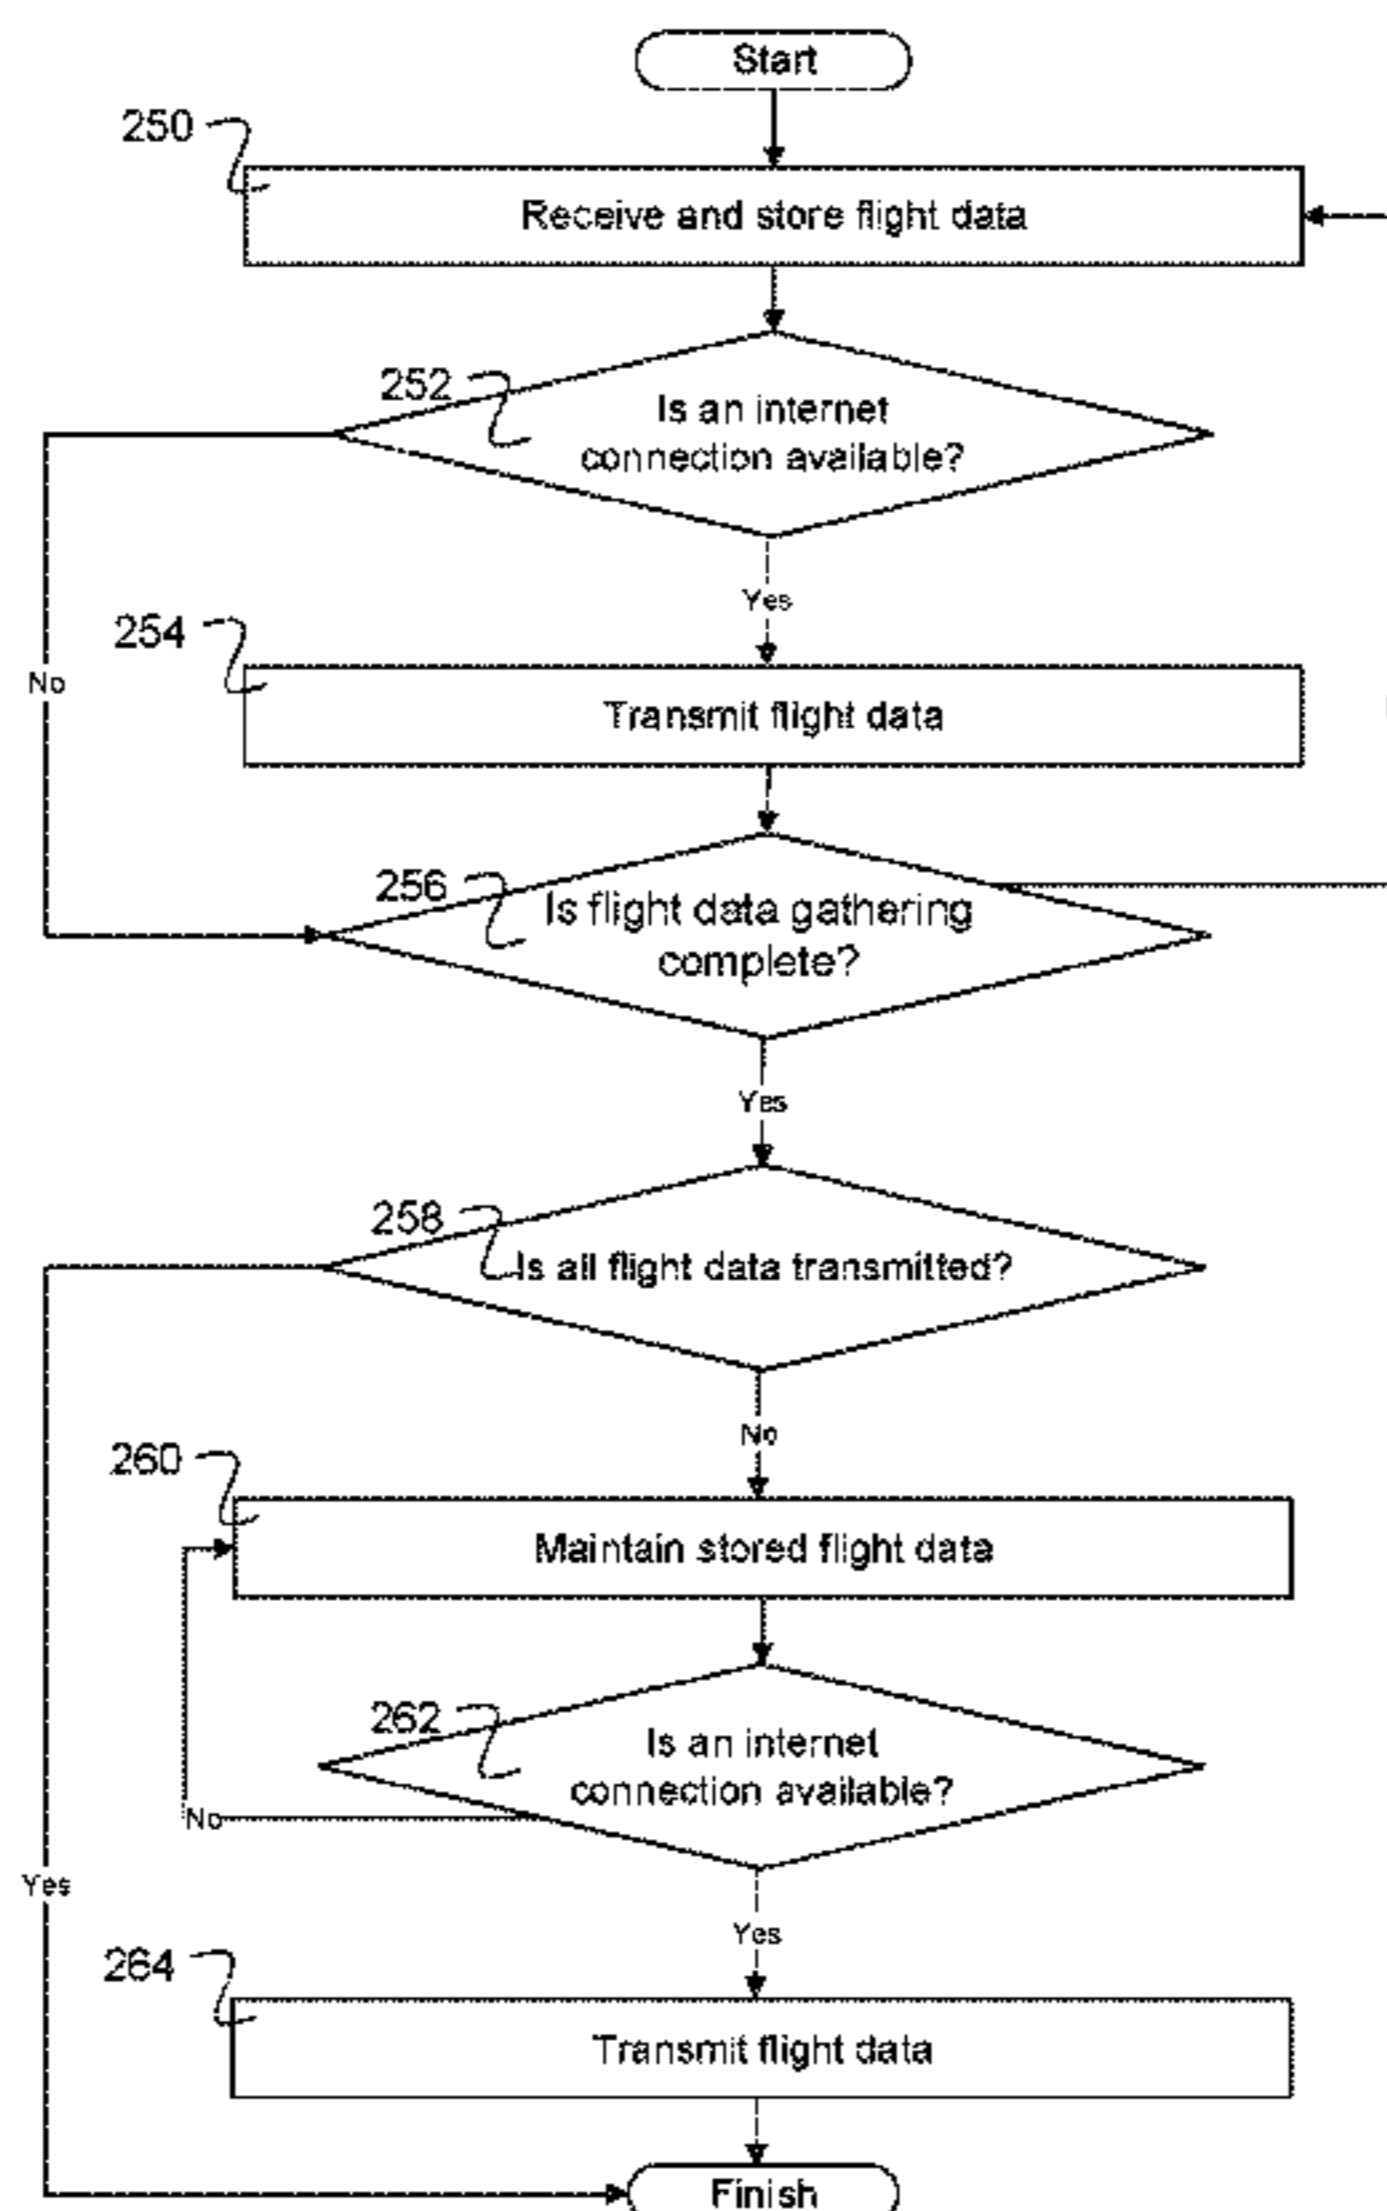 Start
250
Receive and store flight data
252
Is an internet
connection available?
Yes
254
No
Transmit flight data
256
Is flight data gathering
complete?
Yes
258
Is all flight data transmitted?
No
260
Maintain stored flight data
262
Is an internet
connection available?
No
Yes
Yes
264
Transmit flight data
Finish